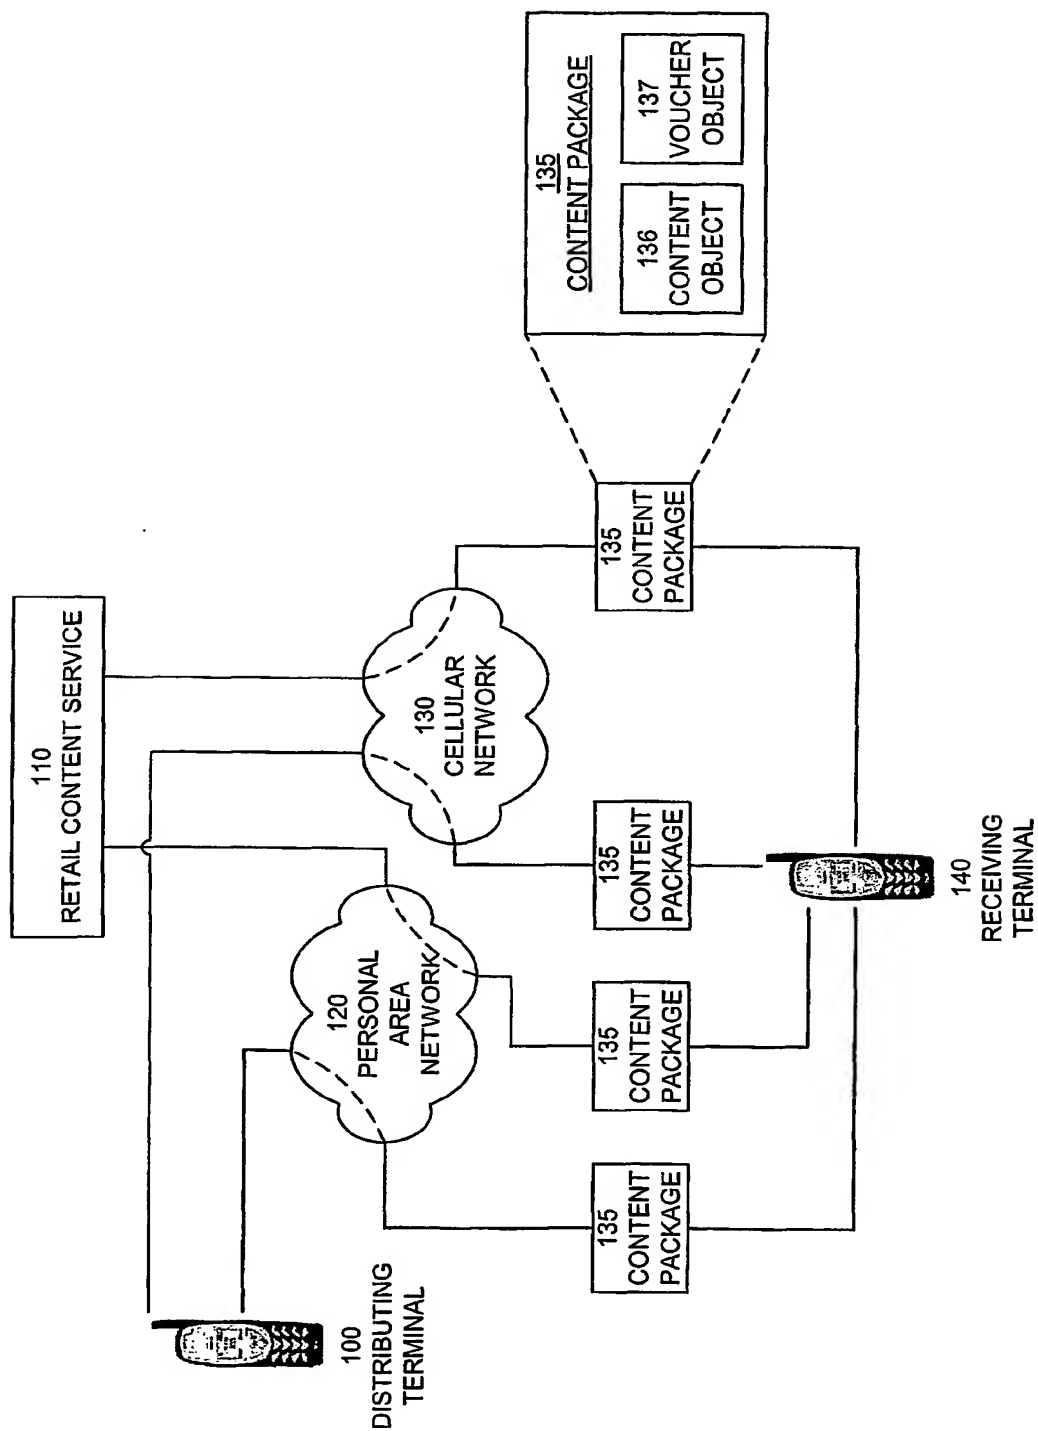 110
RETAIL CONTENT SERVICE
100
DISTRIBUTING
TERMINAL
120
PERSONAL
AREA
NETWORK
130
CELLULAR
NETWORK
135
CONTENT
PACKAGE
135
CONTENT
PACKAGE
135
CONTENT
PACKAGE
135
CONTENT
PACKAGE
135
CONTENT PACKAGE
136
CONTENT
OBJECT
137
VOUCHER
OBJECT
140
RECEIVING
TERMINAL